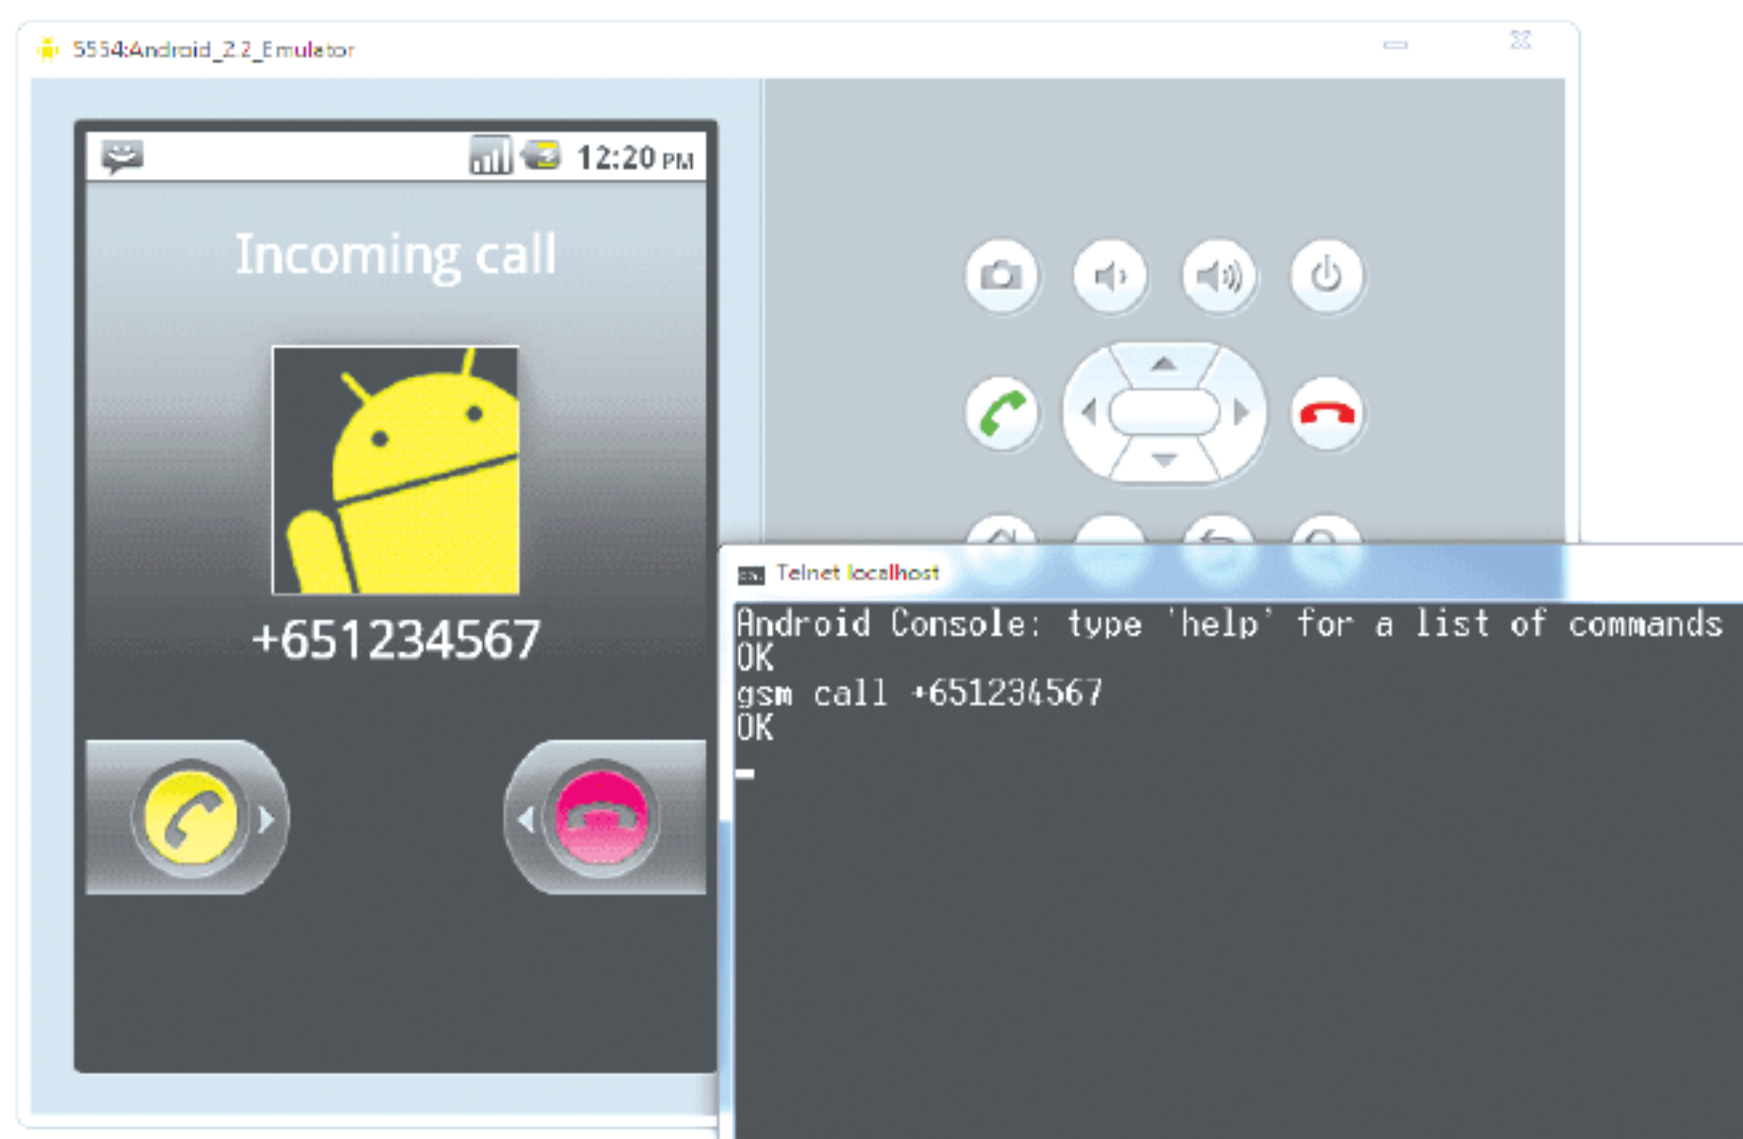 5554:Android_2.2_Emulator
12:20 PM
Incoming call
+651234567
Telnet localhost
Android Console: type 'help' for a list of commands
OK
gsm call +651234567
OK